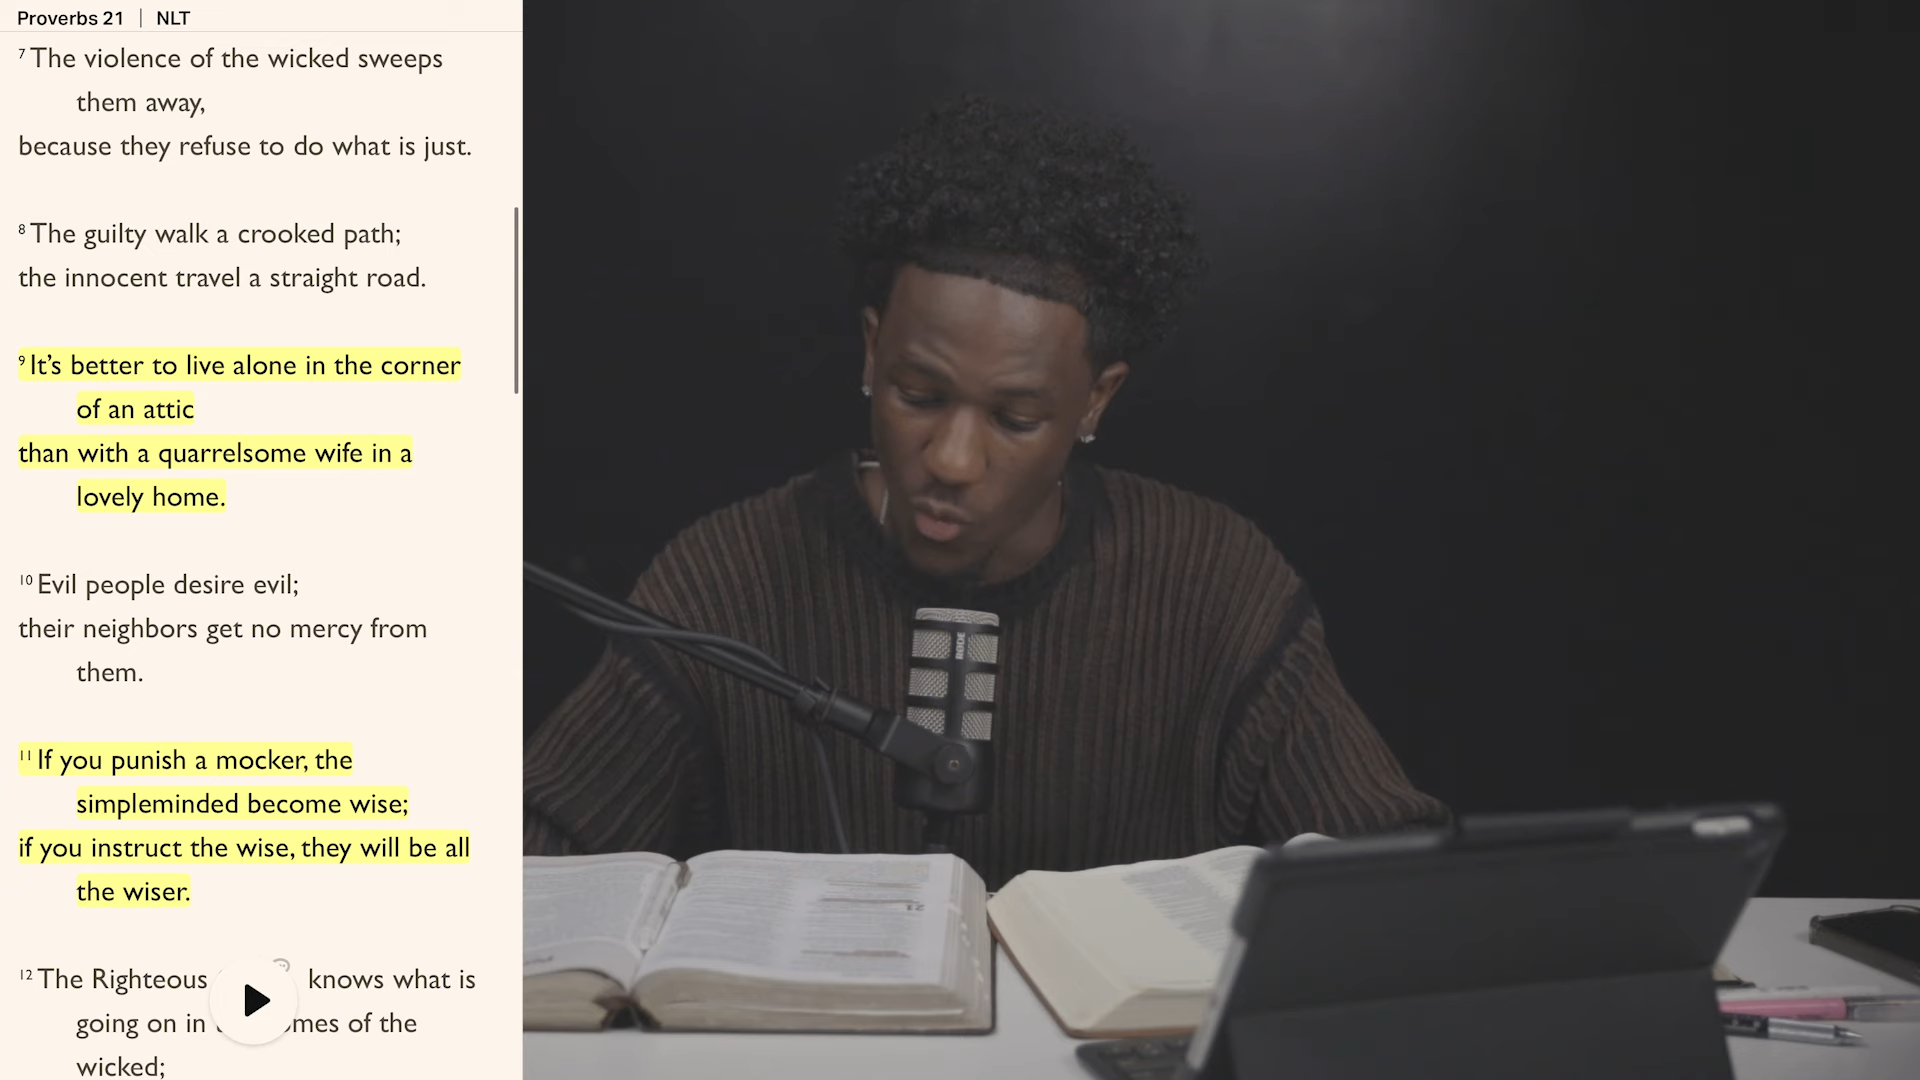 Proverbs 21 | NLT
7 The violence of the wicked sweeps
them away,
because they refuse to do what is just.
8 The guilty walk a crooked path;
the innocent travel a straight road.
9 It’s better to live alone in the corner
of an attic
than with a quarrelsome wife in a
lovely home.
10 Evil people desire evil;
their neighbors get no mercy from
them.
11 If you punish a mocker, the
simpleminded become wise;
if you instruct the wise, they will be all
the wiser.
12 The Righteous knows what is
going on in of the
wicked;
RODE
21